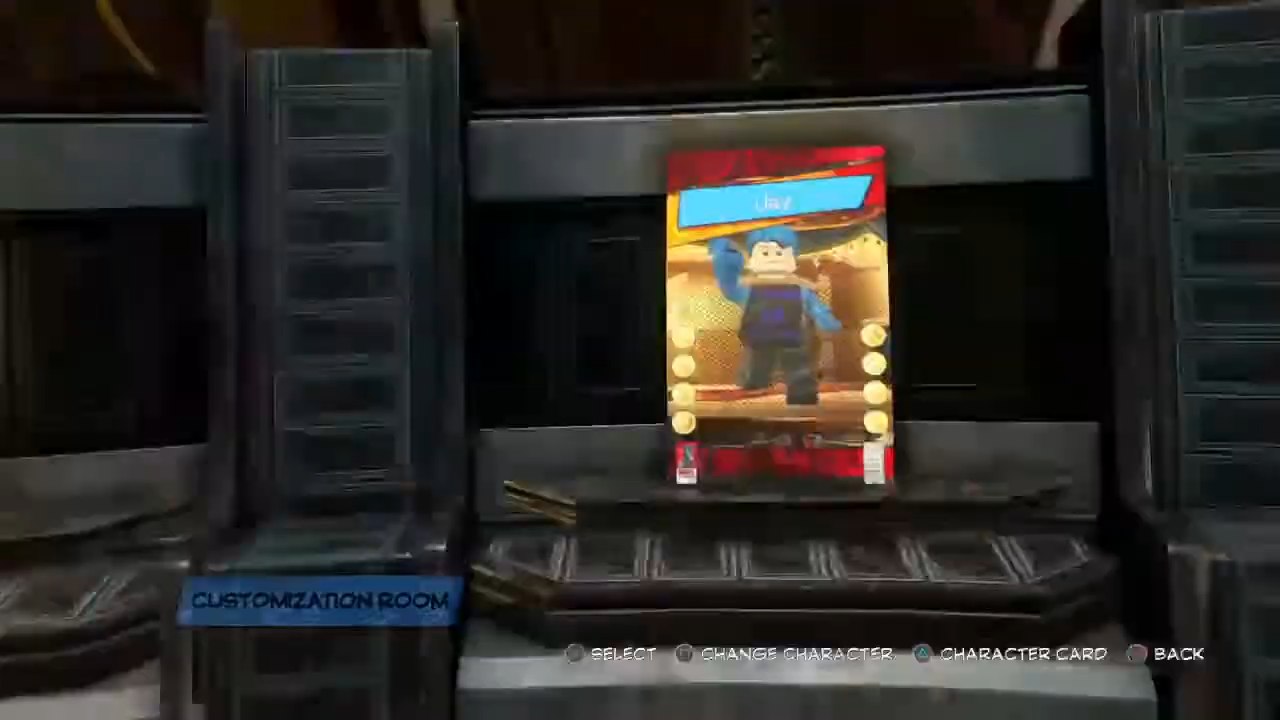 Jay
CUSTOMIZATION ROOM
SELECT
CHANGE CHARACTER
CHARACTER CARD
BACK